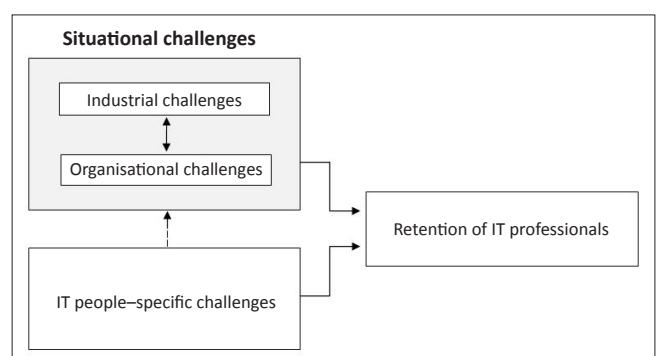 Situational challenges
Industrial challenges
Organisational challenges
Retention of IT professionals
IT people–specific challenges